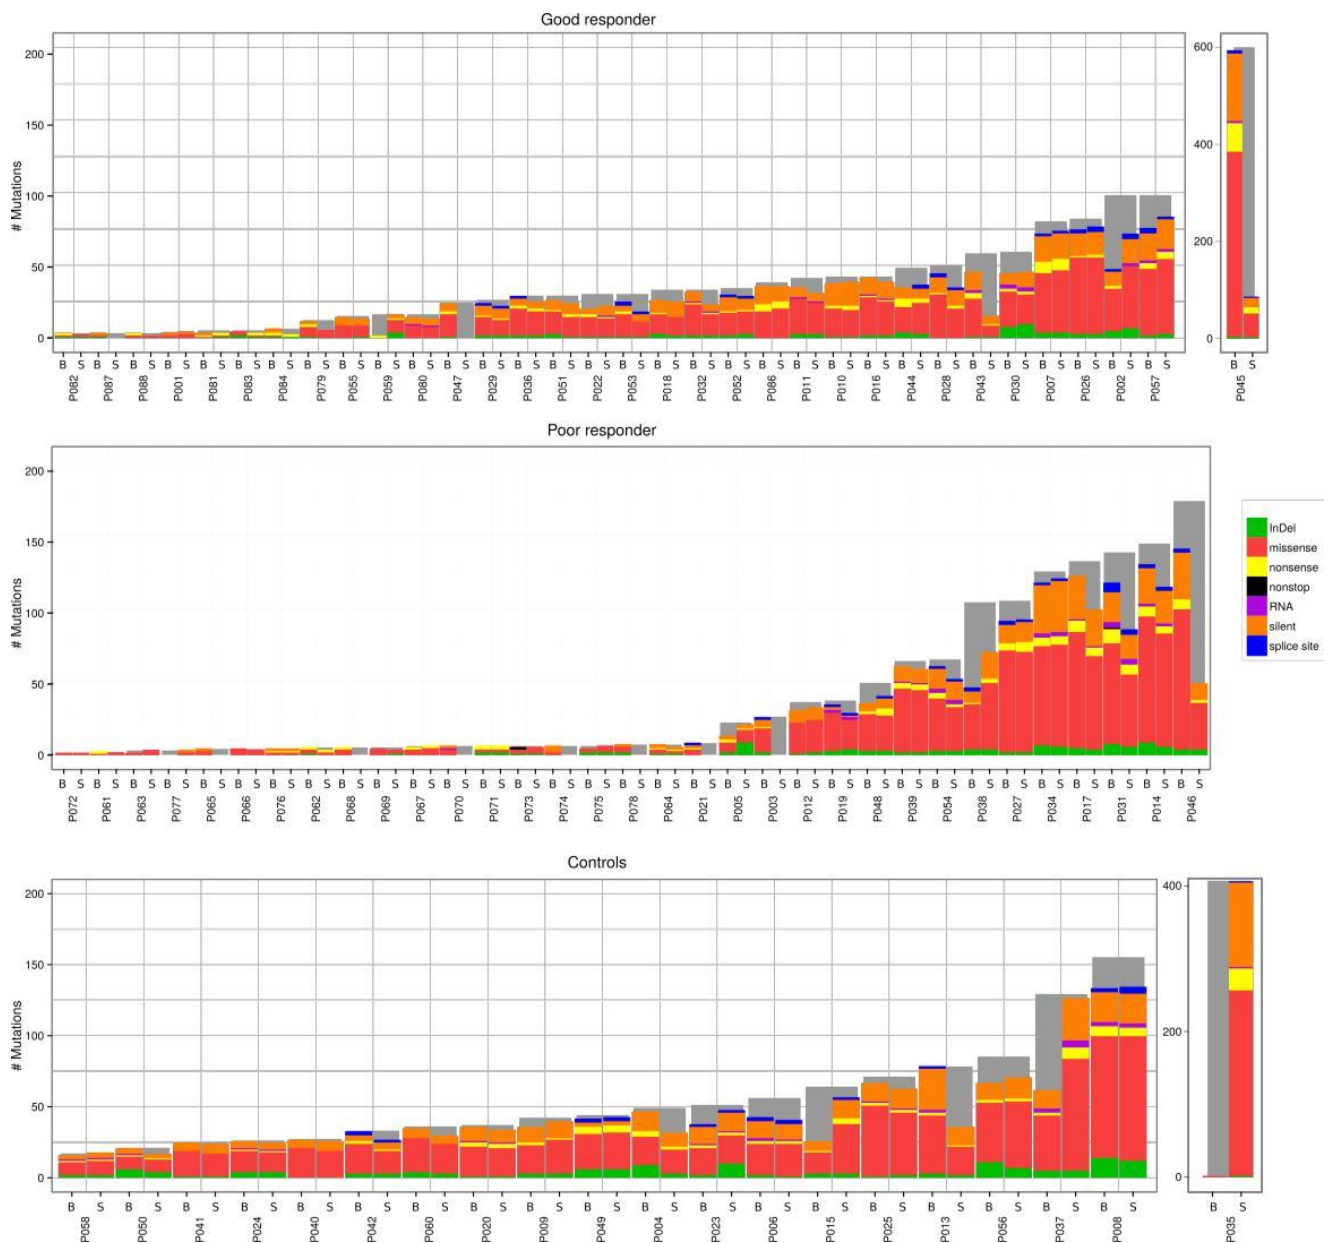 Good responder
# Mutations
200
150
100
50
0
600
400
200
0
B S B S B S B S B S B S B S B S B S B S B S B S B S B S B S B S B S B S B S B S B S B S B S B S B S B S B S B S B S B S B S
B S
P082 P087 P088 P001 P081 P083 P084 P079 P055 P059 P080 P047 P029 P036 P051 P022 P053 P018 P032 P052 P086 P011 P010 P016 P044 P028 P043 P030 P007 P026 P002 P057
P045
Poor responder
# Mutations
200
150
100
50
0
InDel
missense
nonsense
nonstop
RNA
silent
splice site
B S B S B S B S B S B S B S B S B S B S B S B S B S B S B S B S B S B S B S B S B S B S B S B S B S B S B S B S B S B S B S B S
P072 P061 P063 P077 P065 P066 P076 P062 P068 P069 P067 P070 P071 P073 P074 P075 P078 P064 P021 P005 P003 P012 P019 P048 P039 P054 P038 P027 P034 P017 P031 P014 P046
Controls
# Mutations
200
150
100
50
0
400
200
0
B S B S B S B S B S B S B S B S B S B S B S B S B S B S B S B S B S B S B S
B S
P058 P050 P041 P024 P040 P042 P060 P020 P009 P049 P004 P023 P006 P015 P025 P013 P056 P037 P008
P035